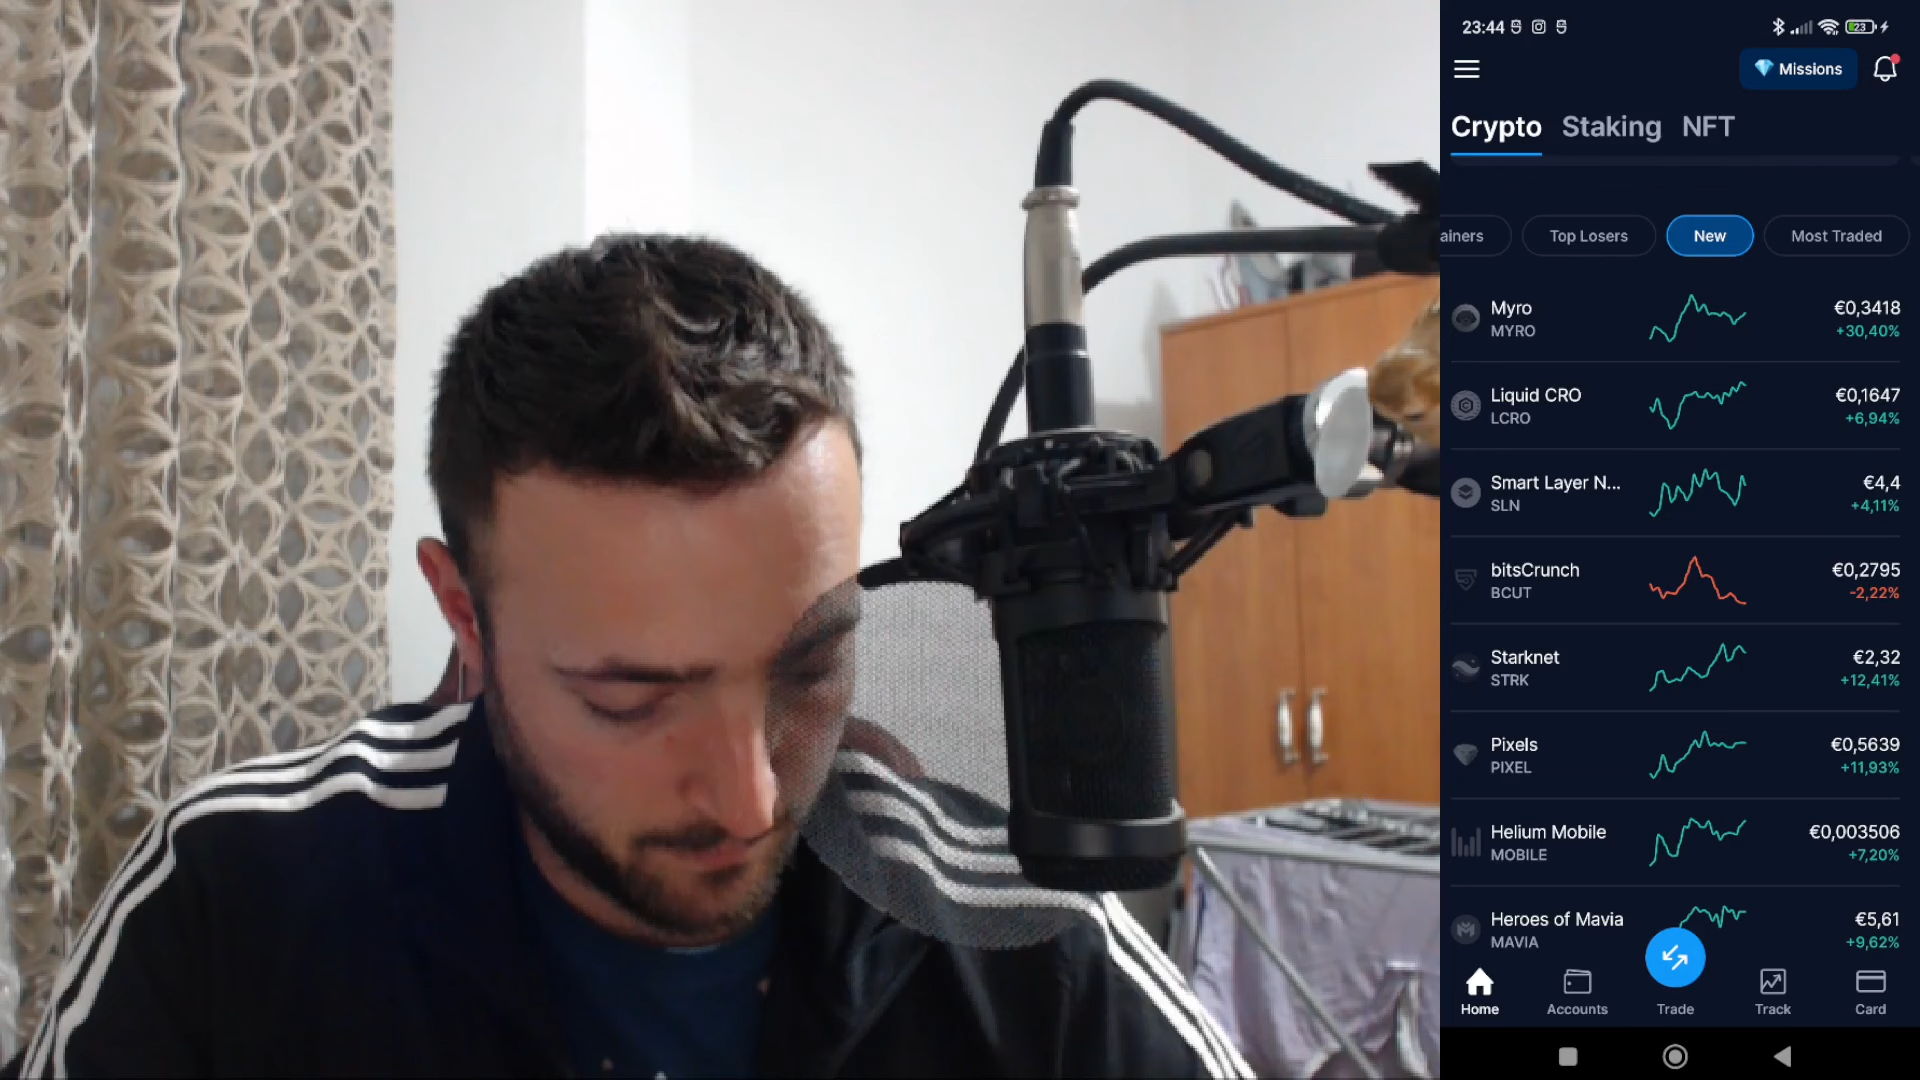 23:44
23
Missions
Crypto Staking NFT
ainers Top Losers New Most Traded
Myro €0,3418
MYRO +30,40%
Liquid CRO €0,1647
LCRO +6,94%
Smart Layer N... €4,4
SLN +4,11%
bitsCrunch €0,2795
BCUT -2,22%
Starknet €2,32
STRK +12,41%
Pixels €0,5639
PIXEL +11,93%
Helium Mobile €0,003506
MOBILE +7,20%
Heroes of Mavia €5,61
MAVIA +9,62%
Home Accounts Trade Track Card